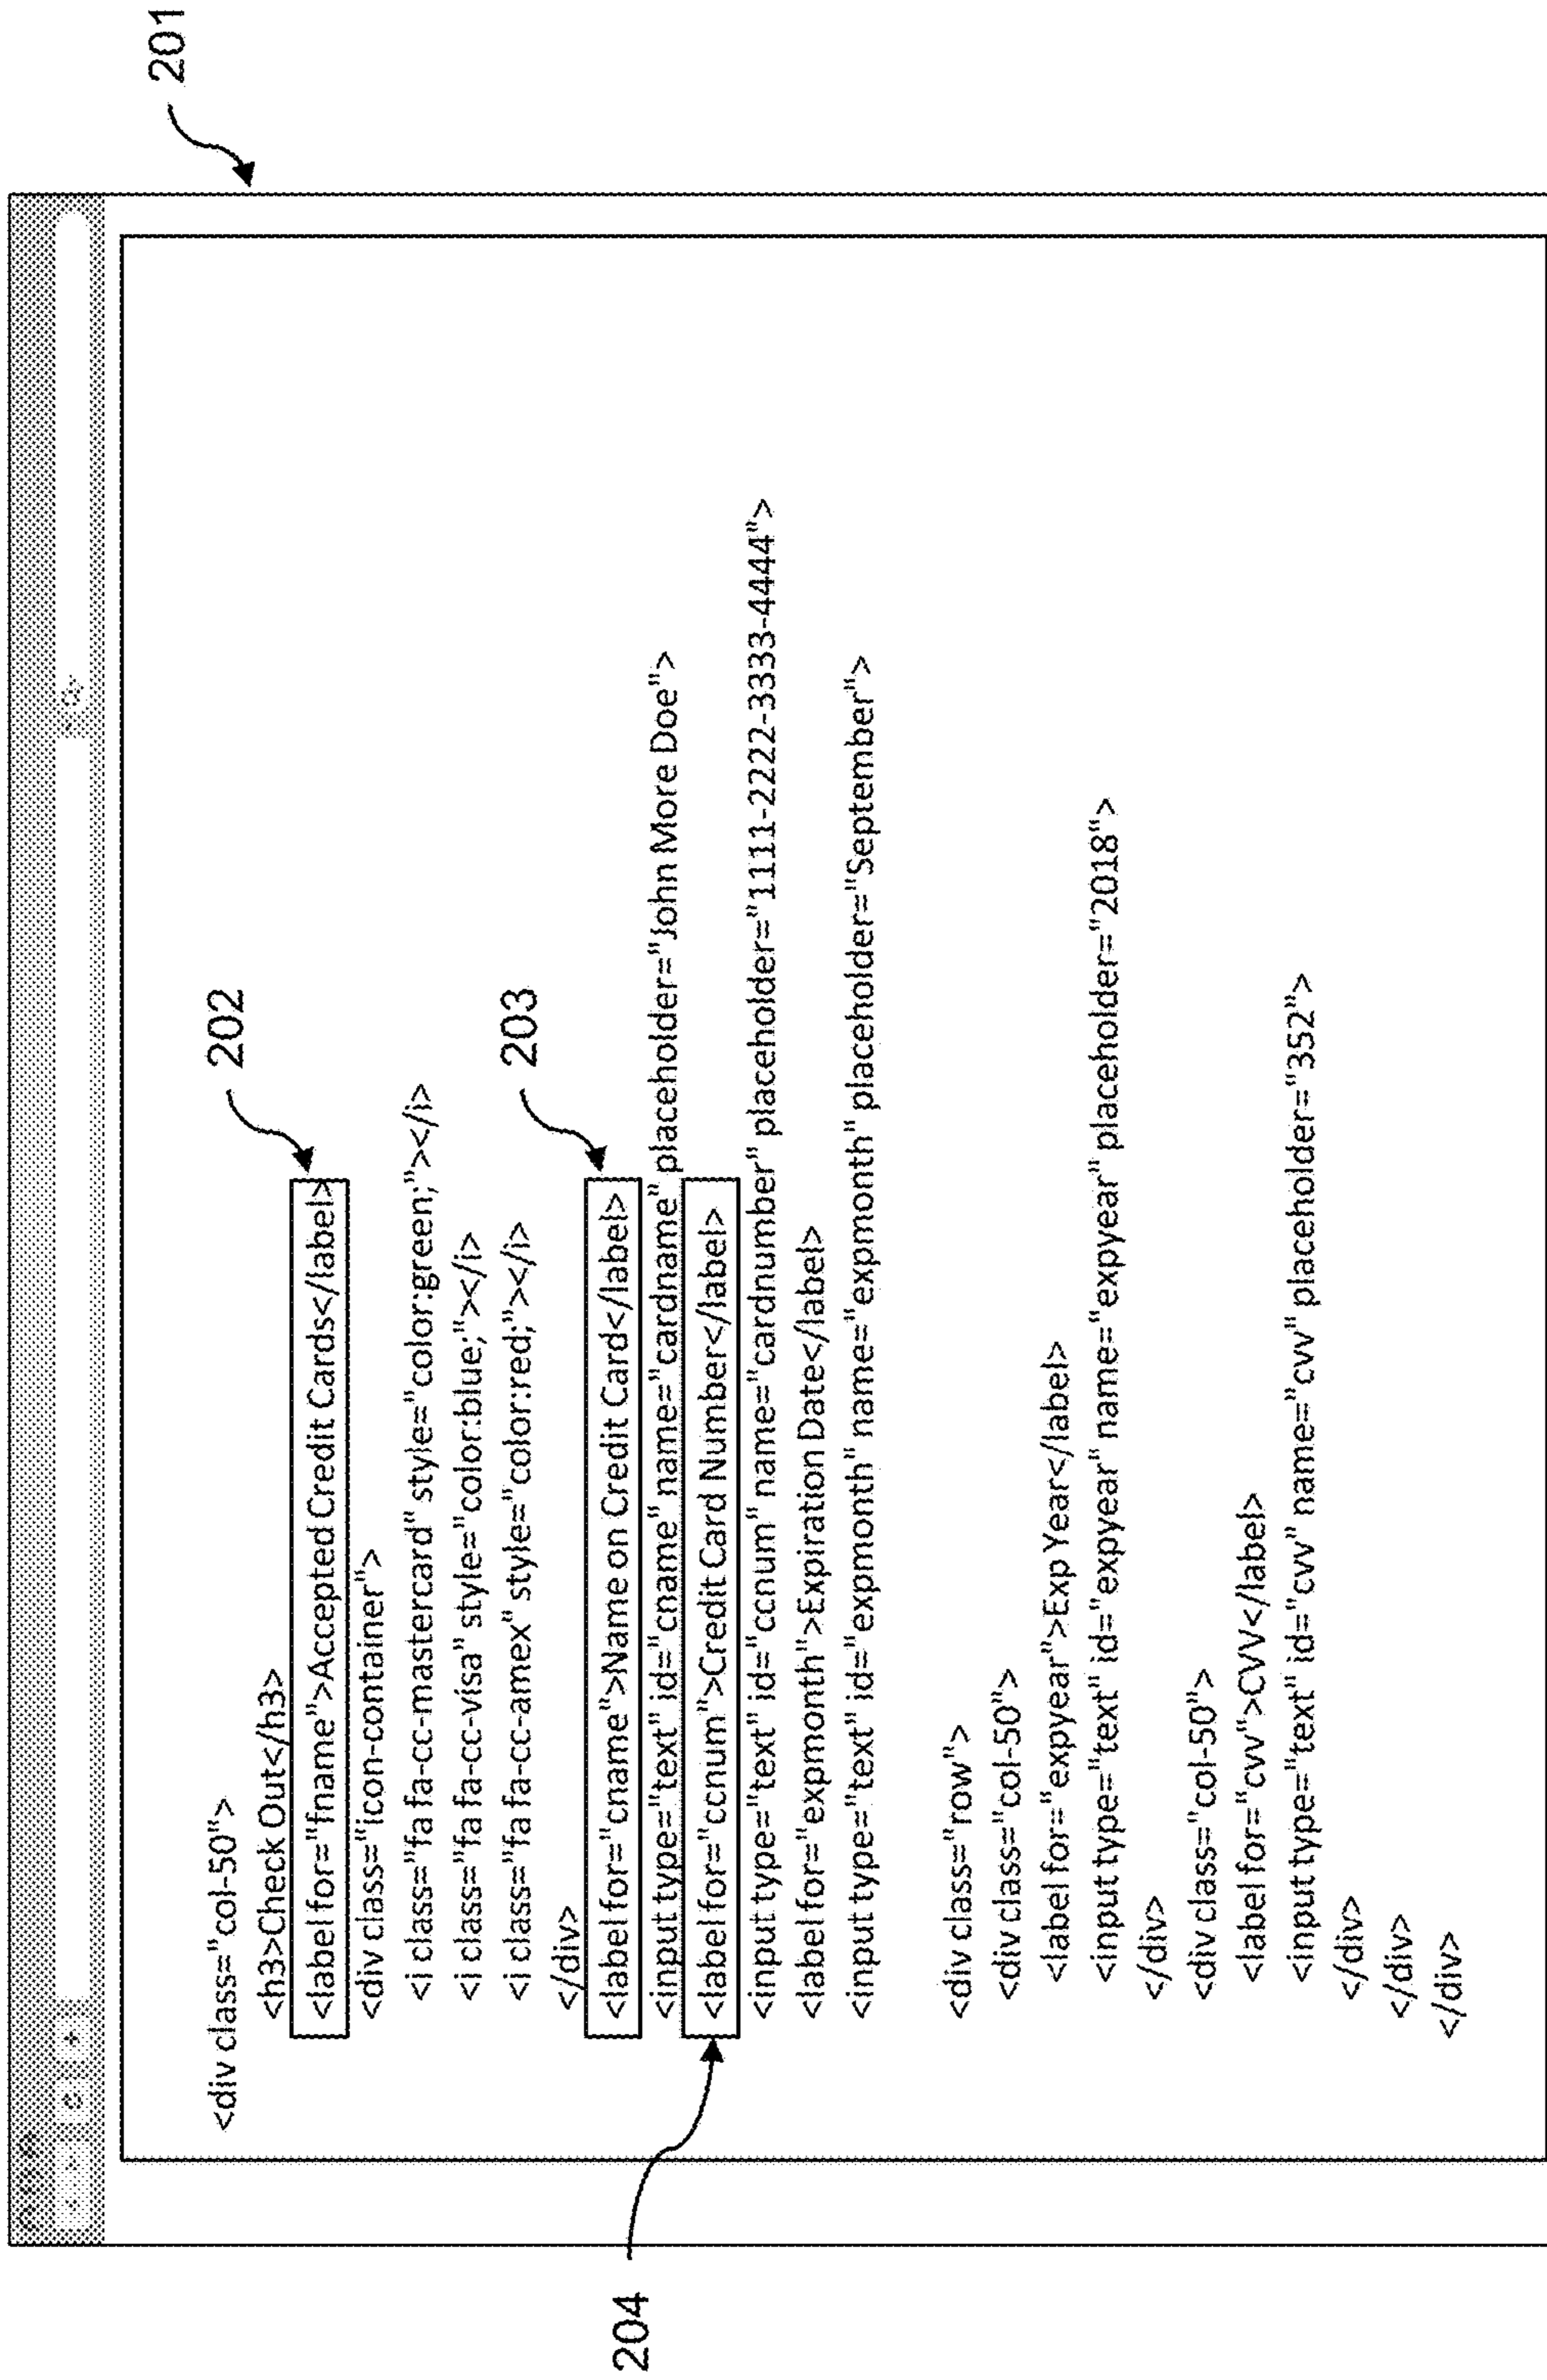 201
<div class="col-50">
202
<h3>Check Out</h3>
<label for="fname">Accepted Credit Cards</label>
<div class="icon-container">
<i class="fa fa-cc-mastercard" style="color:green;"></i>
<i class="fa fa-cc-visa" style="color:blue;"></i>
<i class="fa fa-cc-amex" style="color:red;"></i>
203
</div>
<label for="cname">Name on Credit Card</label>
204
<input type="text" id="cname" name="cardname" placeholder="John More Doe">
<label for="ccnum">Credit Card Number</label>
<input type="text" id="ccnum" name="cardnumber" placeholder="1111-2222-3333-4444">
<label for="expmonth">Expiration Date</label>
<input type="text" id="expmonth" name="expmonth" placeholder="September">
<div class="row">
<div class="col-50">
<label for="expyear">Exp Year</label>
<input type="text" id="expyear" name="expyear" placeholder="2018">
</div>
<div class="col-50">
<label for="cvv">CVV</label>
<input type="text" id="cvv" name="cvv" placeholder="352">
</div>
</div>
</div>